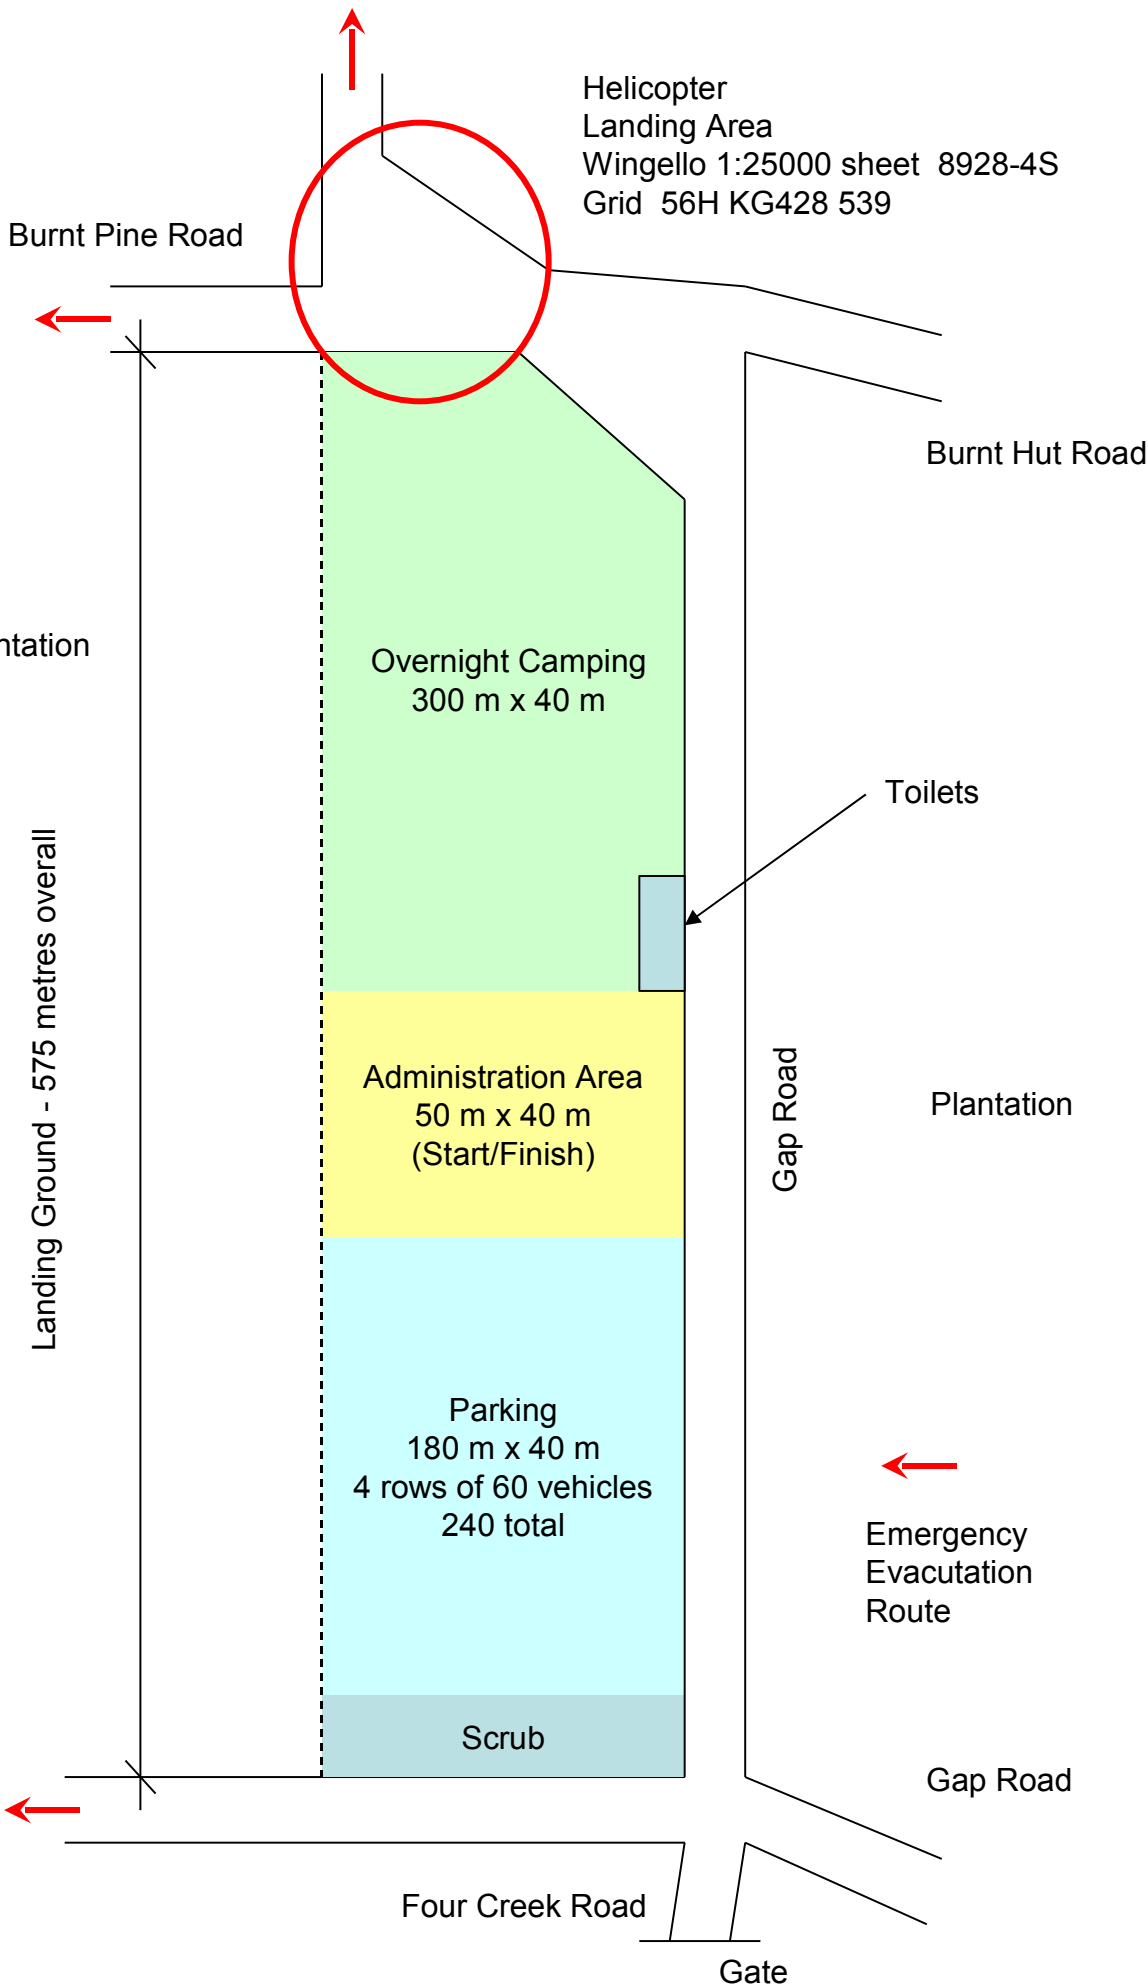 Helicopter
Landing Area
Wingello 1:25000 sheet  8928-4S
Grid  56H KG428 539
Burnt Pine Road
Burnt Hut Road
ntation
Overnight Camping
300 m x 40 m
Toilets
Landing Ground - 575 metres overall
Administration Area
50 m x 40 m
(Start/Finish)
Gap Road
Plantation
Parking
180 m x 40 m
4 rows of 60 vehicles
240 total
Emergency
Evacutation
Route
Scrub
Gap Road
Four Creek Road
Gate